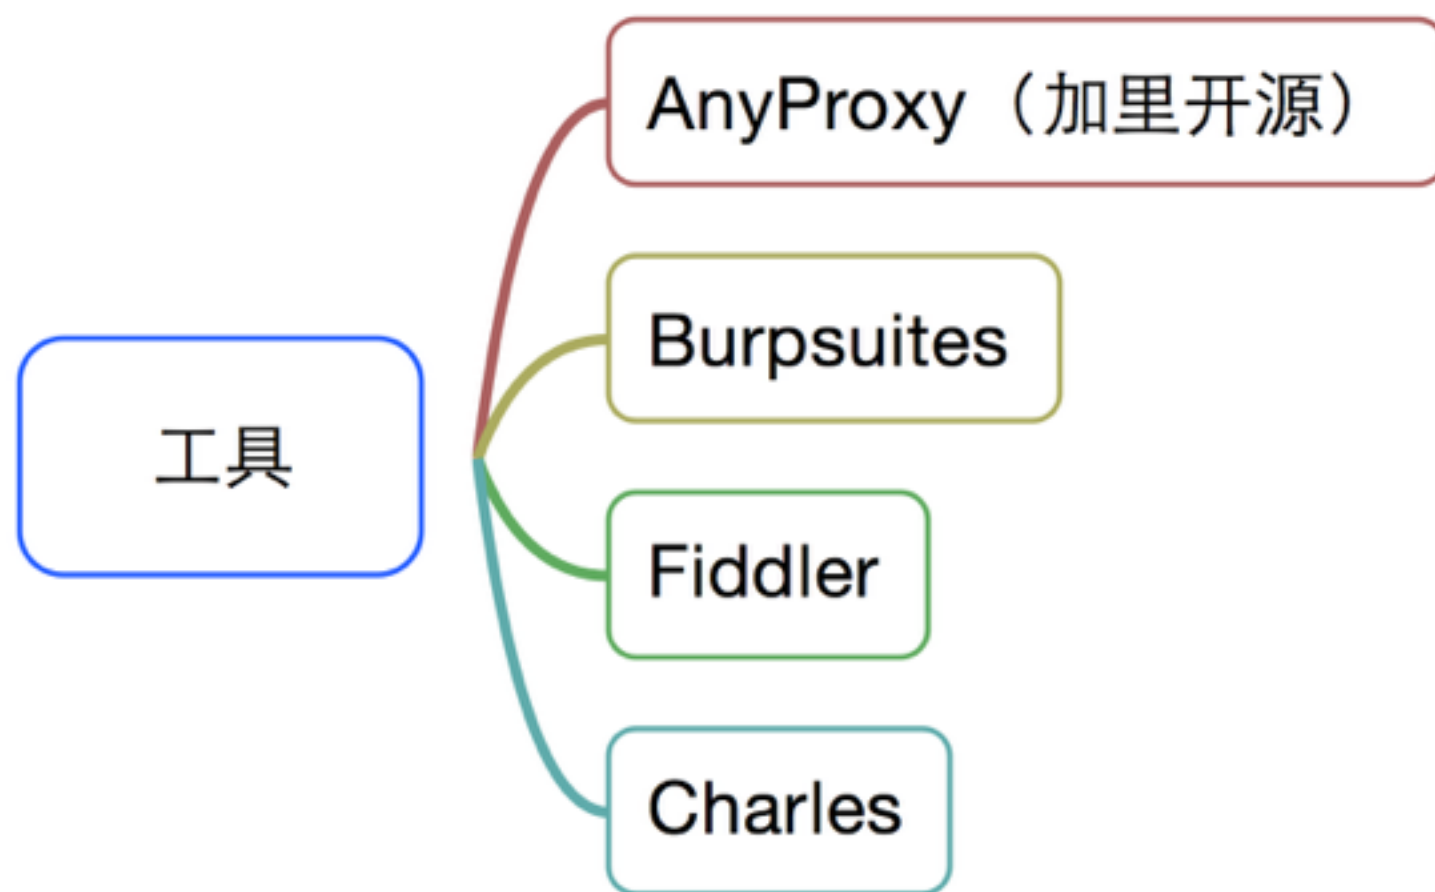 AnyProxy（加里开源）
Burpsuites
工具
Fiddler
Charles